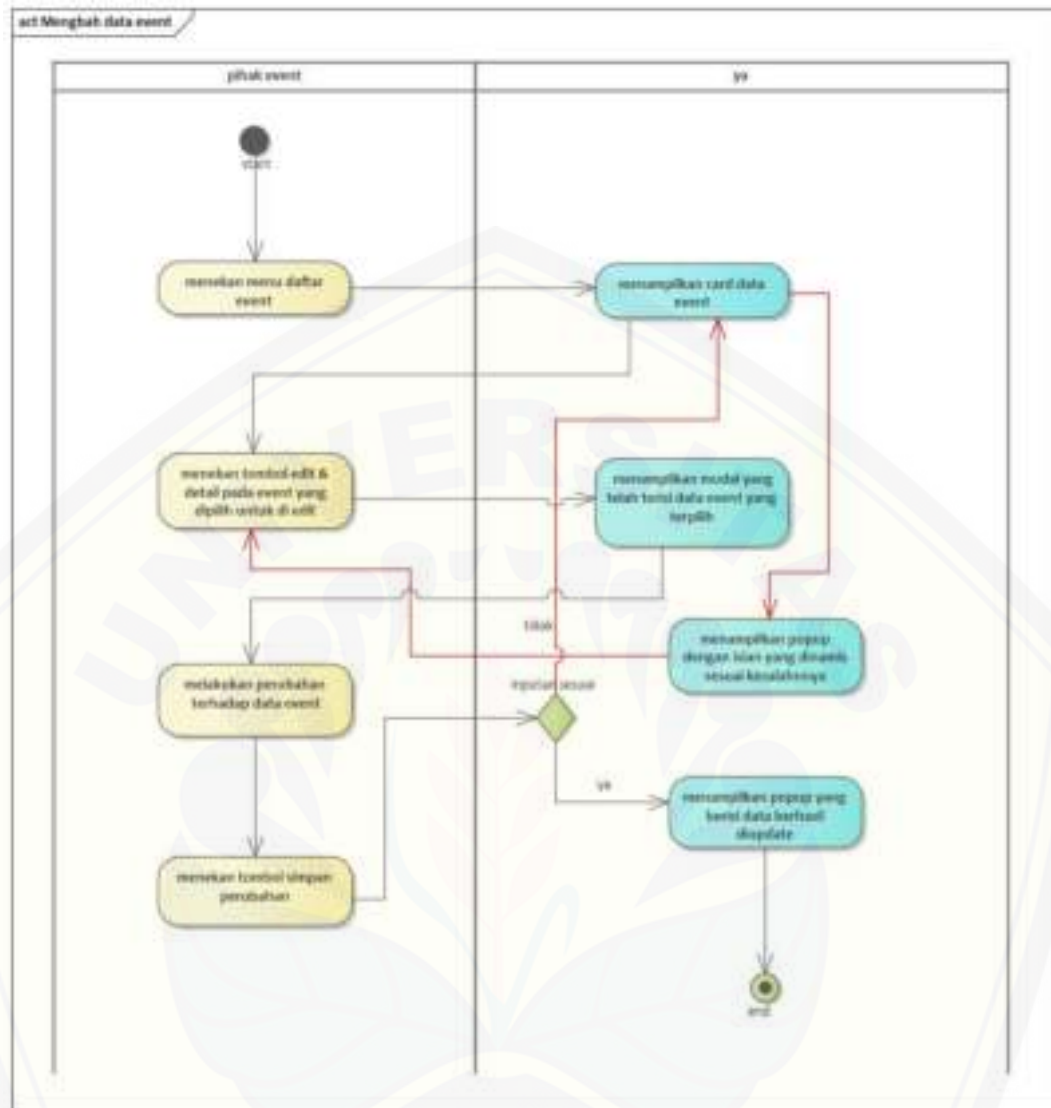 act Mengbah data event
pihak event
ya
start
menekan menu daftar
event
menampilkan card data
event
menekan tombol edit &
detail pada event yang
dipilih untuk di edit
menampilkan modal yang
telah terisi data event yang
terpilih
tidak
menampilkan popup
dengan isian yang dinamis
sesuai kesalahannya
melakukan perubahan
terhadap data event
inputan sesuai
ya
menampilkan popup yang
berisi data berhasil
diupdate
menekan tombol simpan
perubahan
end
UNIVERSITAS